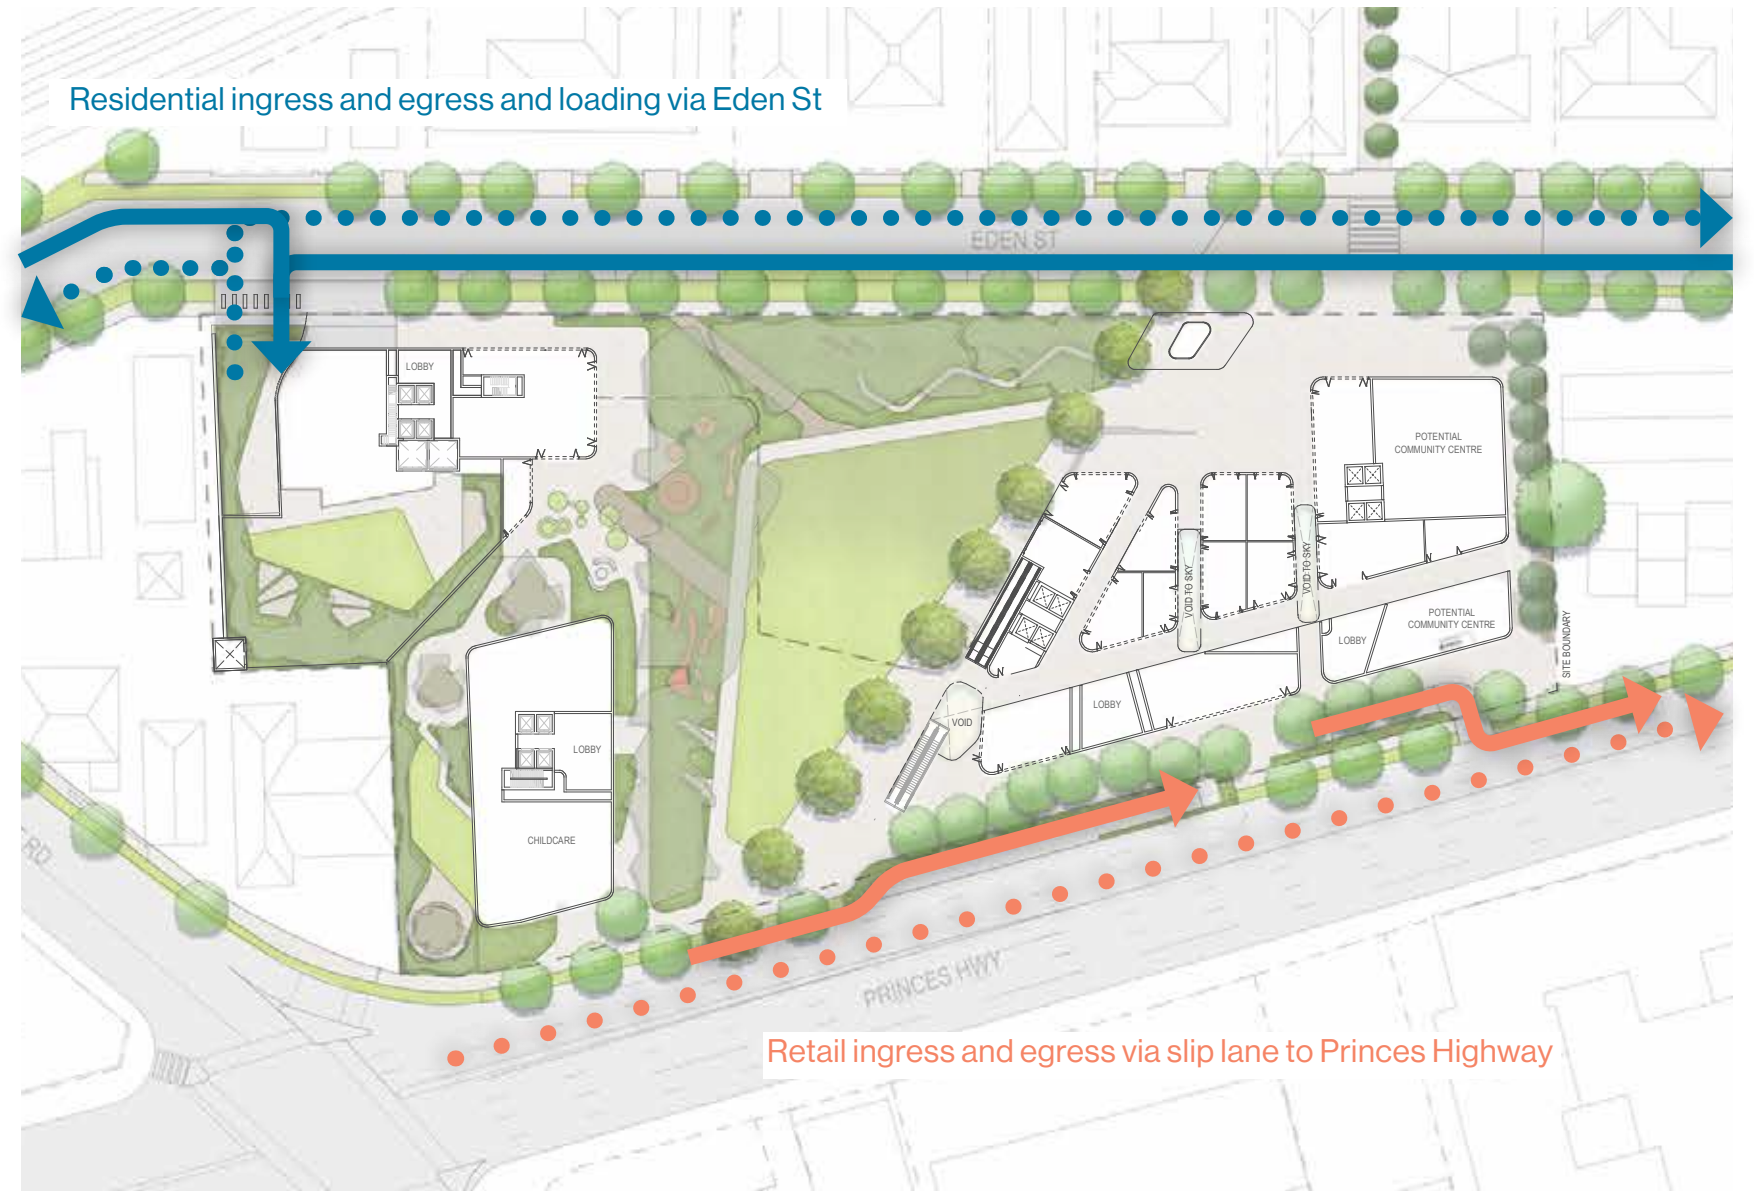 Residential ingress and egress and loading via Eden St
EDEN ST
LOBBY
POTENTIAL
COMMUNITY CENTRE
VOID TO SKY
VOID TO SKY
POTENTIAL
COMMUNITY CENTRE
LOBBY
SITE BOUNDARY
LOBBY
VOID
LOBBY
CHILDCARE
RD
PRINCES HWY
Retail ingress and egress via slip lane to Princes Highway